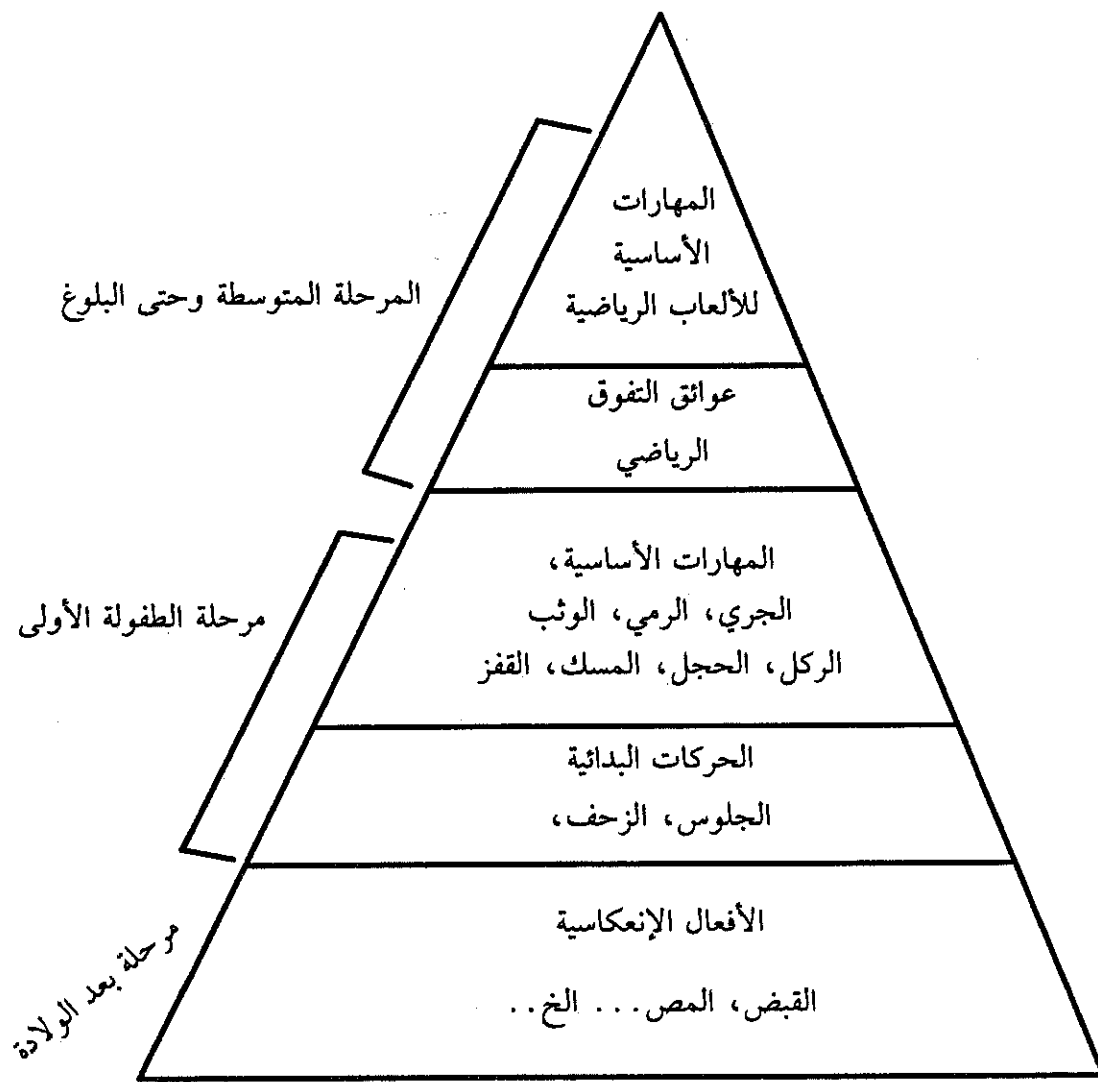 المهارات
الأساسية
للألعاب الرياضية
المرحلة المتوسطة وحتى البلوغ
عوائق التفوق
الرياضي
المهارات الأساسية،
الجري، الرمي، الوثب
الركل، الحجل، المسك، القفز
مرحلة الطفولة الأولى
الحركات البدائية
الجلوس، الزحف،
الأفعال الإنعكاسية
القبض، المص... الخ..
مرحلة بعد الولادة